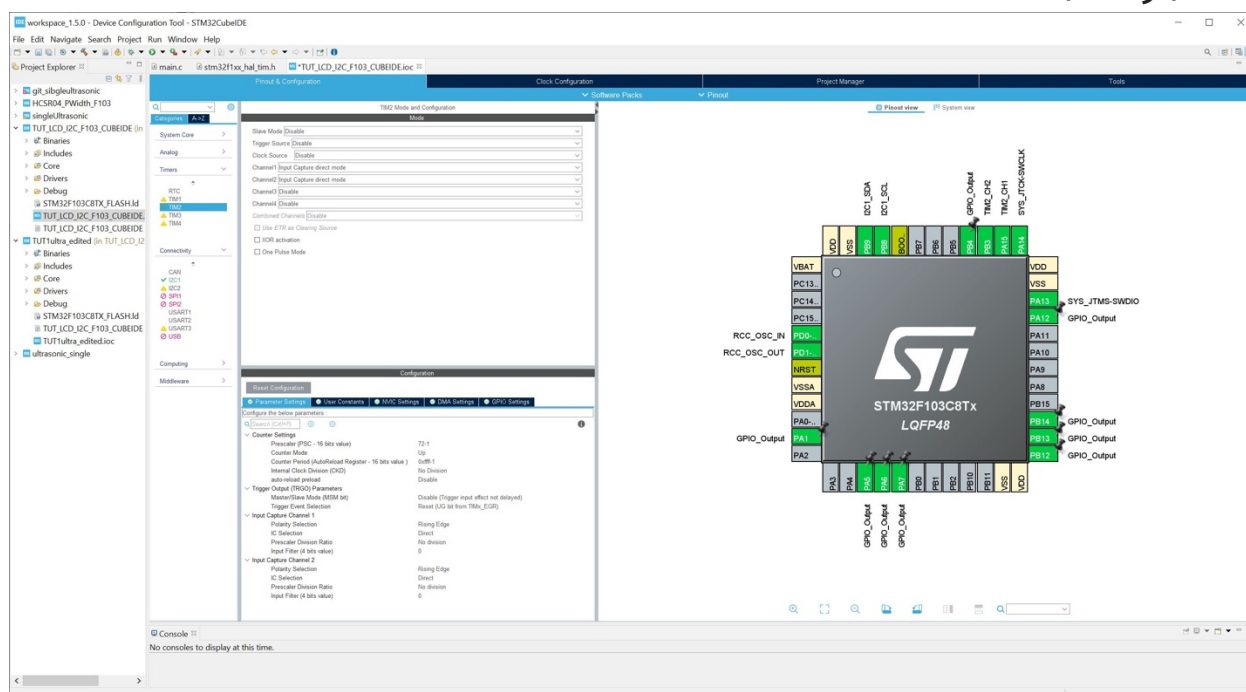 workspace_1.5.0 - Device Configuration Tool - STM32CubeIDE
File Edit Navigate Search Project Run Window Help
Project Explorer
main.c
stm32f1xx_hal_tim.h
*TUT_LCD_I2C_F103_CUBEIDE.ioc
Pinout & Configuration
Clock Configuration
Project Manager
Tools
Software Packs
Pinout
git_sibgleultrasonic
HCSR04_PWidth_F103
singleUltrasonic
TUT_LCD_I2C_F103_CUBEIDE (in
Binaries
Includes
Core
Drivers
Debug
STM32F103C8TX_FLASH.ld
TUT_LCD_I2C_F103_CUBEIDE.
TUT_LCD_I2C_F103_CUBEIDE
TUT1ultra_edited (in TUT_LCD_I2
Binaries
Includes
Core
Drivers
Debug
STM32F103C8TX_FLASH.ld
TUT_LCD_I2C_F103_CUBEIDE
TUT1ultra_edited.ioc
ultrasonic_single
Categories A->Z
System Core
Analog
Timers
RTC
TIM1
TIM2
TIM3
TIM4
Connectivity
CAN
I2C1
I2C2
SPI1
SPI2
USART1
USART2
USART3
USB
Computing
Middleware
TIM2 Mode and Configuration
Mode
Slave Mode Disable
Trigger Source Disable
Clock Source Disable
Channel1 Input Capture direct mode
Channel2 Input Capture direct mode
Channel3 Disable
Channel4 Disable
Combined Channels Disable
Use ETR as Clearing Source
XOR activation
One Pulse Mode
Configuration
Reset Configuration
Parameter Settings
User Constants
NVIC Settings
DMA Settings
GPIO Settings
Configure the below parameters :
Search (Ctrl+F)
Counter Settings
Prescaler (PSC - 16 bits value) 72-1
Counter Mode Up
Counter Period (AutoReload Register - 16 bits value ) 0xffff-1
Internal Clock Division (CKD) No Division
auto-reload preload Disable
Trigger Output (TRGO) Parameters
Master/Slave Mode (MSM bit) Disable (Trigger input effect not delayed)
Trigger Event Selection Reset (UG bit from TIMx_EGR)
Input Capture Channel 1
Polarity Selection Rising Edge
IC Selection Direct
Prescaler Division Ratio No division
Input Filter (4 bits value) 0
Input Capture Channel 2
Polarity Selection Rising Edge
IC Selection Direct
Prescaler Division Ratio No division
Input Filter (4 bits value) 0
Pinout view
System view
I2C1_SDA
I2C1_SCL
GPIO_Output
TIM2_CH2
TIM2_CH1
SYS_JTCK-SWCLK
VDD
VSS
PB9
PB8
BOO..
PB7
PB6
PB5
PB4
PB3
PA15
PA14
VBAT
PC13..
PC14..
PC15..
RCC_OSC_IN PD0-..
RCC_OSC_OUT PD1-..
NRST
VSSA
VDDA
PA0-..
GPIO_Output PA1
PA2
VDD
VSS
PA13 SYS_JTMS-SWDIO
PA12 GPIO_Output
PA11
PA10
PA9
PA8
PB15
PB14 GPIO_Output
PB13 GPIO_Output
PB12 GPIO_Output
STM32F103C8Tx
LQFP48
PA3
PA4
PA5
PA6
PA7
PB0
PB1
PB2
PB10
PB11
VSS
VDD
GPIO_Output
GPIO_Output
GPIO_Output
Console
No consoles to display at this time.